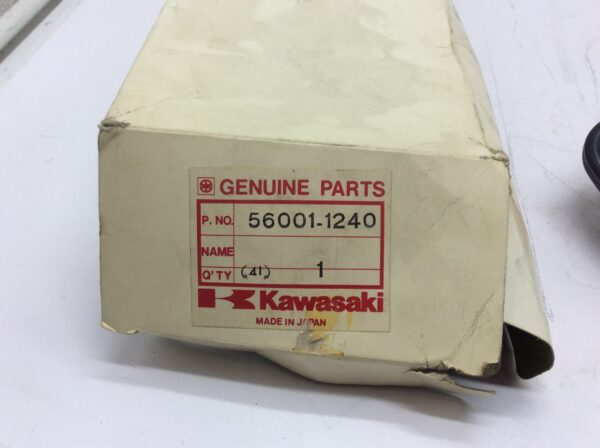 GENUINE PARTS
P. NO. 56001-1240
NAME
Q'TY (41) 1
Kawasaki
MADE IN JAPAN